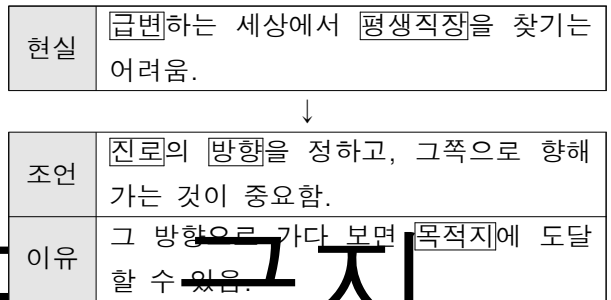 현실
급변하는 세상에서 평생직장을 찾기는
어려움.
↓
조언
진로의 방향을 정하고, 그쪽으로 향해
가는 것이 중요함.
이유
그 방향으로 가다 보면 목적지에 도달
할 수 있음.